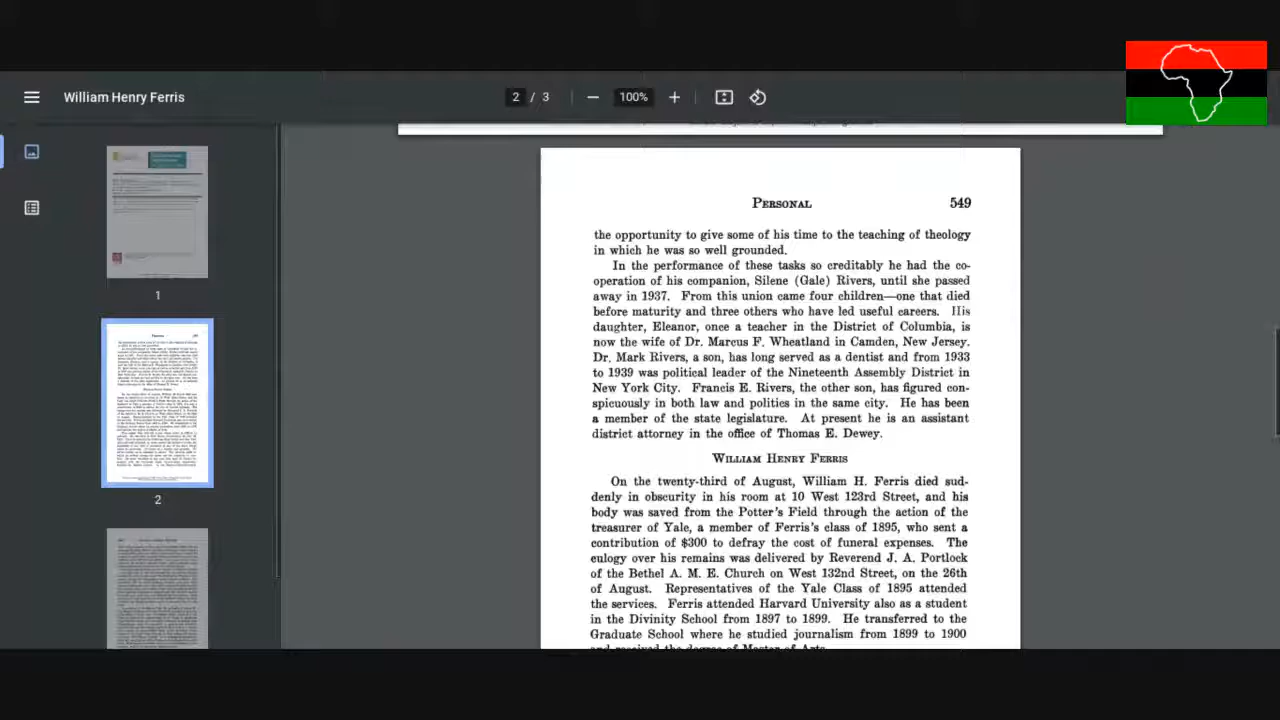 William Henry Ferris
2 / 3
100%
1
2
PERSONAL 549
the opportunity to give some of his time to the teaching of theology
in which he was so well grounded.
In the performance of these tasks so creditably he had the co-
operation of his companion, Silene (Gale) Rivers, until she passed
away in 1937. From this union came four children—one that died
before maturity and three others who have led useful careers. His
daughter, Eleanor, once a teacher in the District of Columbia, is
now the wife of Dr. Marcus F. Wheatland in Camden, New Jersey.
Dr. Mark Rivers, a son, has long served as a dentist and from 1933
to 1939 was political leader of the Nineteenth Assembly District in
New York City. Francis E. Rivers, the other son, has figured con-
spicuously in both law and politics in the same city. He has been
a member of the state legislature. At present he is an assistant
district attorney in the office of Thomas E. Dewey.
WILLIAM HENRY FERRIS
On the twenty-third of August, William H. Ferris died sud-
denly in obscurity in his room at 10 West 123rd Street, and his
body was saved from the Potter's Field through the action of the
treasurer of Yale, a member of Ferris's class of 1895, who sent a
contribution of $300 to defray the cost of funeral expenses. The
eulogy over his remains was delivered by Reverend J. A. Portlock
of the Bethel A. M. E. Church on West 132nd Street, on the 26th
of August. Representatives of the Yale Class of 1895 attended
the services. Ferris attended Harvard University also as a student
in the Divinity School from 1897 to 1899. He transferred to the
Graduate School where he studied journalism from 1899 to 1900
and received the degree of Master of Arts.